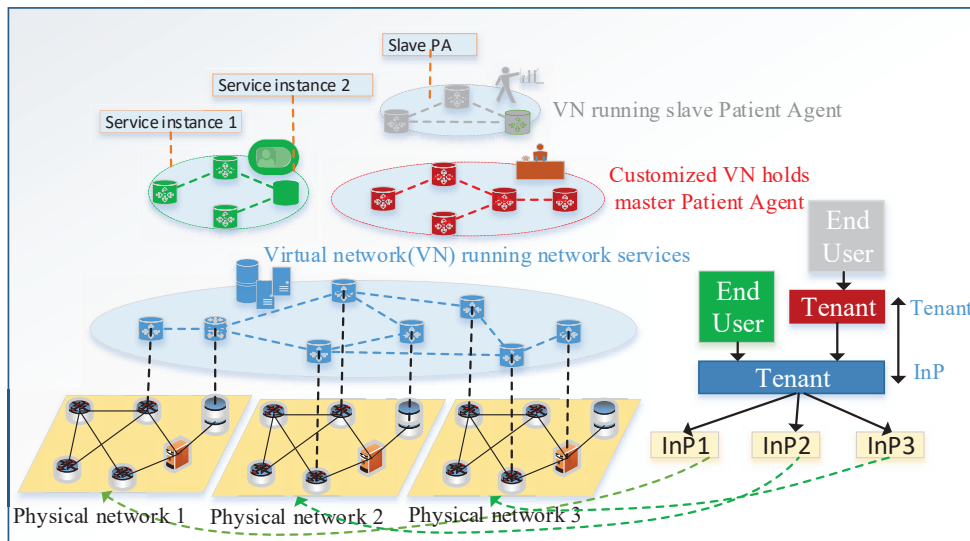 Slave PA
Service instance 2
VN running slave Patient Agent
Service instance 1
Customized VN holds
master Patient Agent
End
User
Virtual network(VN) running network services
End
User
Tenant
Tenant
Tenant
InP
InP1
InP2
InP3
Physical network 1
Physical network 2
Physical network 3